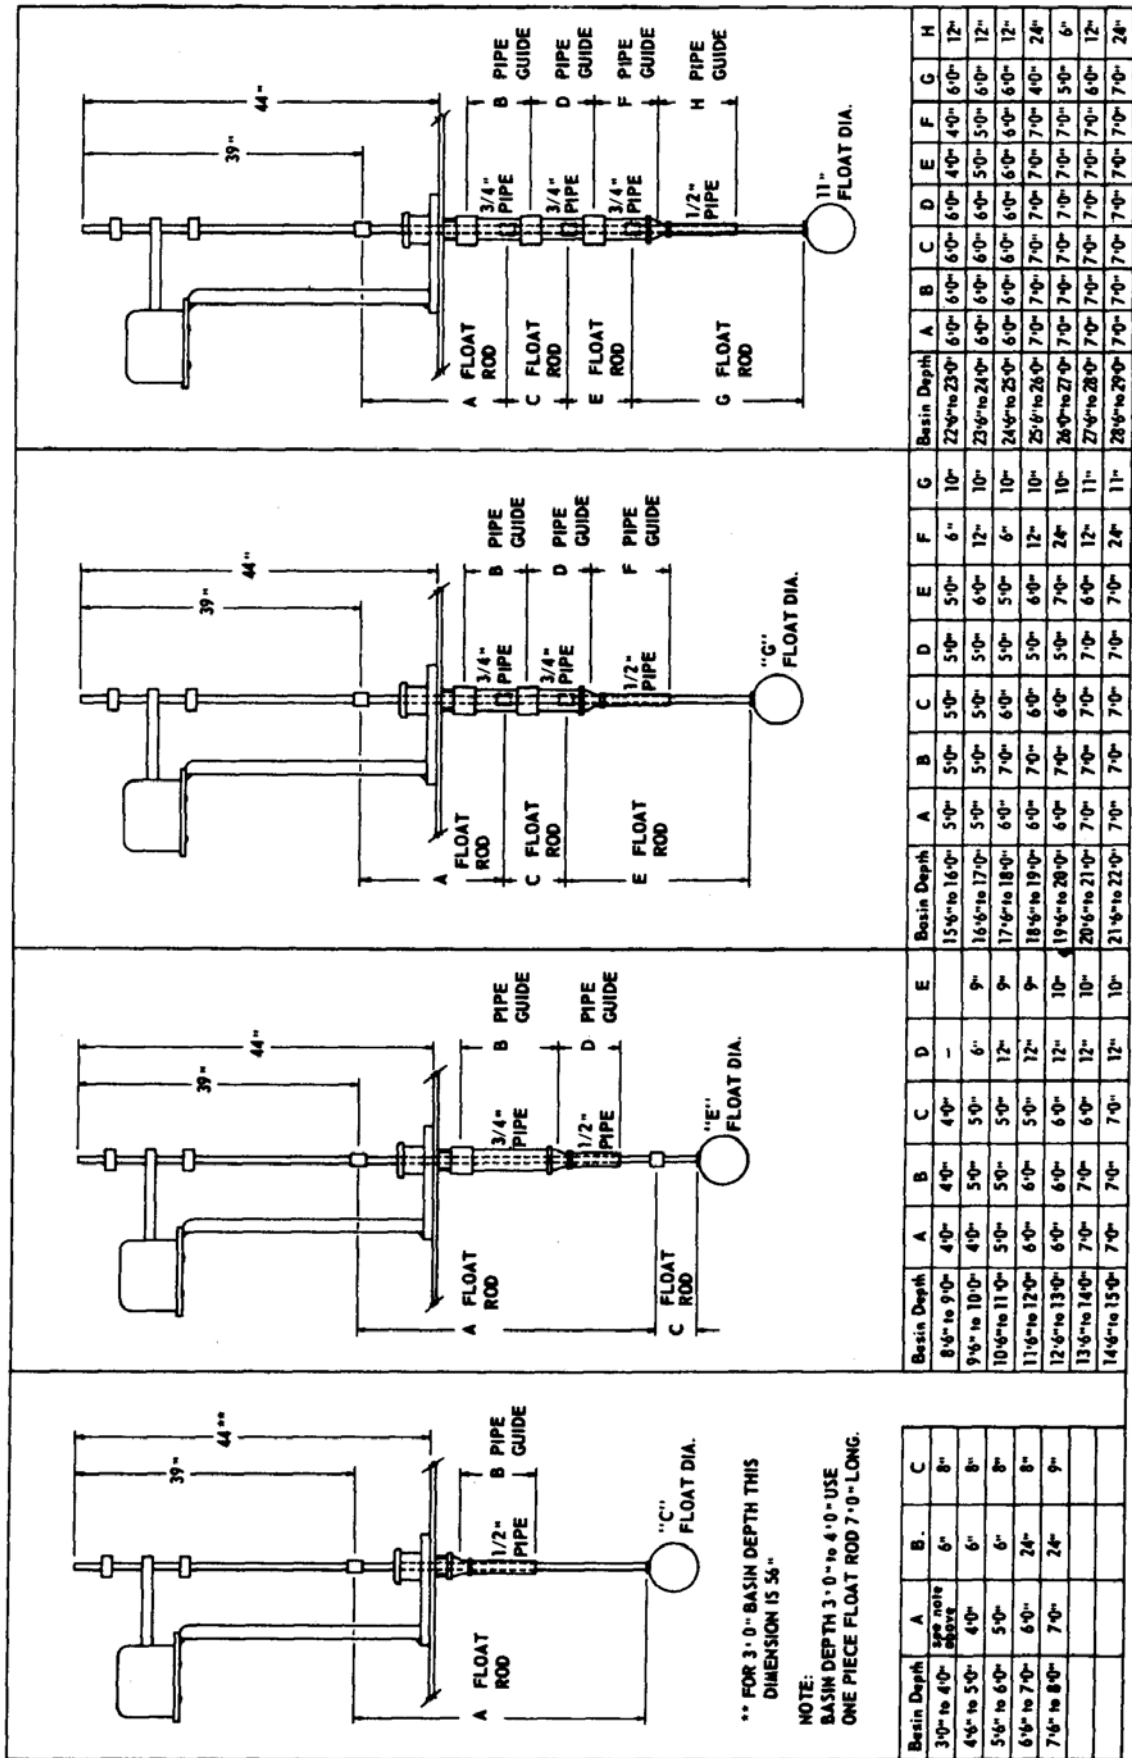 44**
39"
B PIPE
GUIDE
1/2"
PIPE
A
FLOAT
ROD
"C"
FLOAT DIA.
** FOR 3'0" BASIN DEPTH THIS
DIMENSION IS 56"
NOTE:
BASIN DEPTH 3'0" to 4'0" USE
ONE PIECE FLOAT ROD 7'0" LONG.
Basin Depth A B. C
3'0" to 4'0" see note above 6" 8"
4'6" to 5'0" 4'0" 6" 8"
5'6" to 6'0" 5'0" 6" 8"
6'6" to 7'0" 6'0" 24" 8"
7'6" to 8'0" 7'0" 24" 9"
44"
39"
B PIPE
GUIDE
3/4"
PIPE
D PIPE
GUIDE
1/2"
PIPE
A FLOAT
ROD
C FLOAT
ROD
"E"
FLOAT DIA.
Basin Depth A B C D E
8'6" to 9'0" 4'0" 4'0" 4'0" –
9'6" to 10'0" 4'0" 5'0" 5'0" 6" 9"
10'6" to 11'0" 5'0" 5'0" 5'0" 12" 9"
11'6" to 12'0" 6'0" 6'0" 5'0" 12" 9"
12'6" to 13'0" 6'0" 6'0" 6'0" 12" 10"
13'6" to 14'0" 7'0" 7'0" 6'0" 12" 10"
14'6" to 15'0" 7'0" 7'0" 7'0" 12" 10"
44"
39"
B PIPE
GUIDE
3/4"
PIPE
D PIPE
GUIDE
3/4"
PIPE
F PIPE
GUIDE
1/2"
PIPE
A FLOAT
ROD
C FLOAT
ROD
E FLOAT
ROD
"G"
FLOAT DIA.
Basin Depth A B C D E F G
15'6" to 16'0" 5'0" 5'0" 5'0" 5'0" 5'0" 6" 10"
16'6" to 17'0" 5'0" 5'0" 5'0" 5'0" 6'0" 12" 10"
17'6" to 18'0" 6'0" 7'0" 6'0" 5'0" 5'0" 6" 10"
18'6" to 19'0" 6'0" 7'0" 6'0" 5'0" 6'0" 12" 10"
19'6" to 20'0" 6'0" 7'0" 6'0" 5'0" 7'0" 24" 10"
20'6" to 21'0" 7'0" 7'0" 7'0" 7'0" 6'0" 12" 11"
21'6" to 22'0" 7'0" 7'0" 7'0" 7'0" 7'0" 24" 11"
44"
39"
B PIPE
GUIDE
3/4"
PIPE
D PIPE
GUIDE
3/4"
PIPE
F PIPE
GUIDE
H PIPE
GUIDE
1/2"
PIPE
A FLOAT
ROD
C FLOAT
ROD
E FLOAT
ROD
G FLOAT
ROD
11"
FLOAT DIA.
Basin Depth A B C D E F G H
22'6" to 23'0" 6'0" 6'0" 6'0" 6'0" 4'0" 4'0" 6'0" 12"
23'6" to 24'0" 6'0" 6'0" 6'0" 6'0" 5'0" 5'0" 6'0" 12"
24'6" to 25'0" 6'0" 6'0" 6'0" 6'0" 6'0" 6'0" 6'0" 12"
25'6" to 26'0" 7'0" 7'0" 7'0" 7'0" 7'0" 7'0" 4'0" 24"
26'0" to 27'0" 7'0" 7'0" 7'0" 7'0" 7'0" 7'0" 5'0" 6"
27'6" to 28'0" 7'0" 7'0" 7'0" 7'0" 7'0" 7'0" 6'0" 12"
28'6" to 29'0" 7'0" 7'0" 7'0" 7'0" 7'0" 7'0" 7'0" 24"